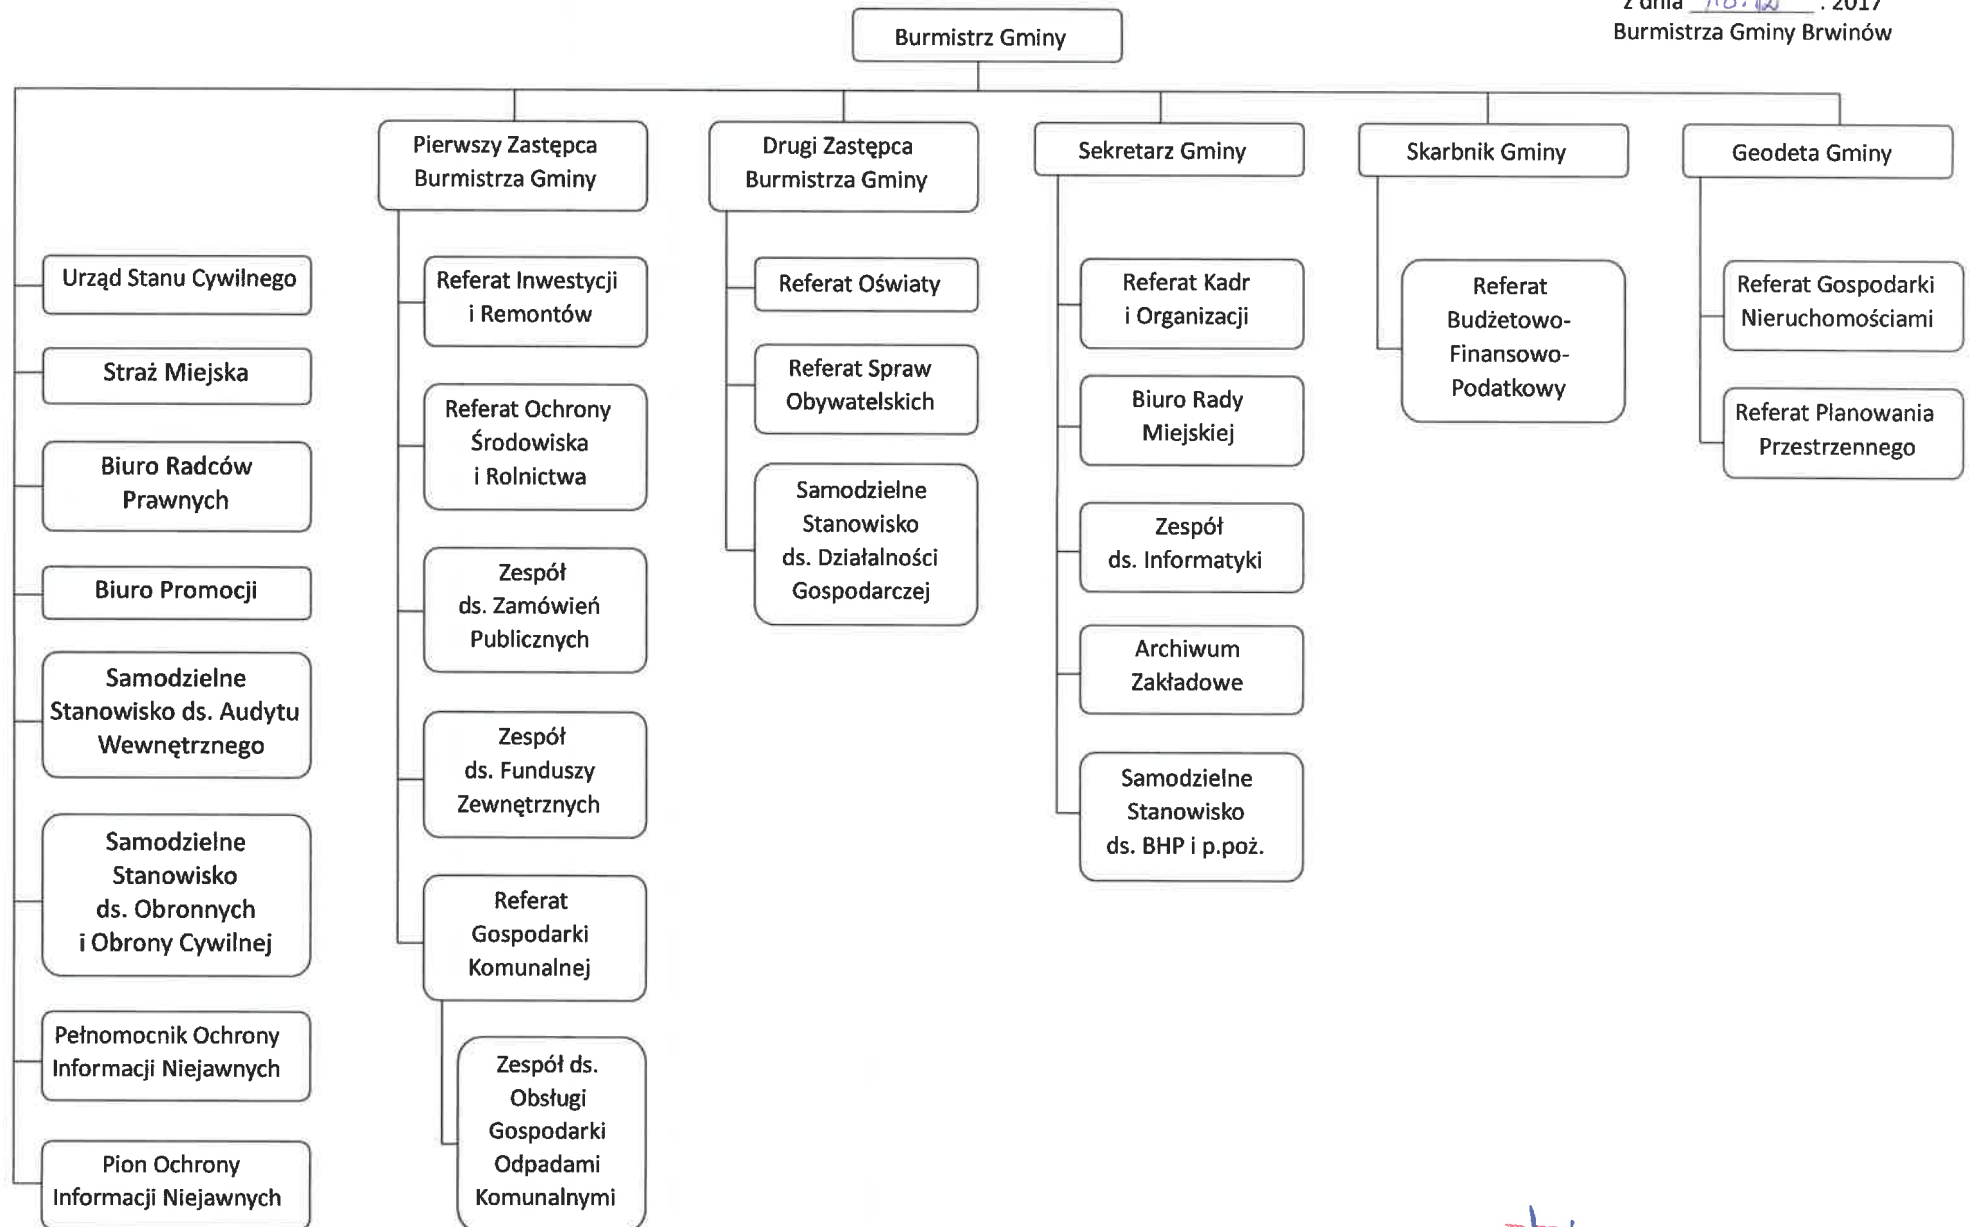 z dnia . 2017
Burmistrza Gminy Brwinów
Burmistrz Gminy
Pierwszy Zastępca
Burmistrza Gminy
Drugi Zastępca
Burmistrza Gminy
Sekretarz Gminy
Skarbnik Gminy
Geodeta Gminy
Urząd Stanu Cywilnego
Straż Miejska
Biuro Radców
Prawnych
Biuro Promocji
Samodzielne
Stanowisko ds. Audytu
Wewnętrznego
Samodzielne
Stanowisko
ds. Obronnych
i Obrony Cywilnej
Pełnomocnik Ochrony
Informacji Niejawnych
Pion Ochrony
Informacji Niejawnych
Referat Inwestycji
i Remontów
Referat Ochrony
Środowiska
i Rolnictwa
Zespół
ds. Zamówień
Publicznych
Zespół
ds. Funduszy
Zewnętrznych
Referat
Gospodarki
Komunalnej
Zespół ds.
Obsługi
Gospodarki
Odpadami
Komunalnymi
Referat Oświaty
Referat Spraw
Obywatelskich
Samodzielne
Stanowisko
ds. Działalności
Gospodarczej
Referat Kadr
i Organizacji
Biuro Rady
Miejskiej
Zespół
ds. Informatyki
Archiwum
Zakładowe
Samodzielne
Stanowisko
ds. BHP i p.poż.
Referat
Budżetowo-
Finansowo-
Podatkowy
Referat Gospodarki
Nieruchomościami
Referat Planowania
Przestrzennego